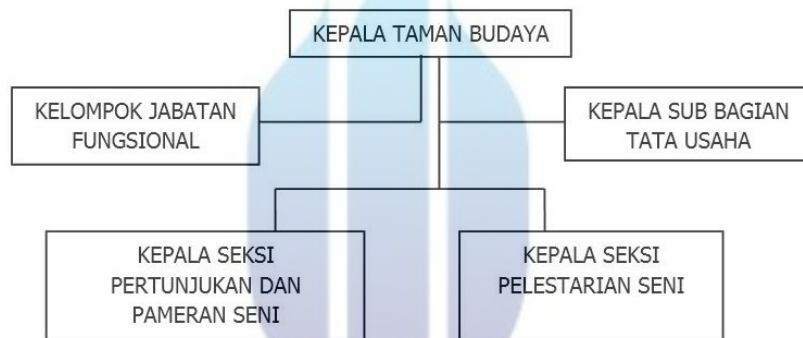 KEPALA TAMAN BUDAYA
KELOMPOK JABATAN
FUNGSIONAL
KEPALA SUB BAGIAN
TATA USAHA
KEPALA SEKSI
PERTUNJUKAN DAN
PAMERAN SENI
KEPALA SEKSI
PELESTARIAN SENI